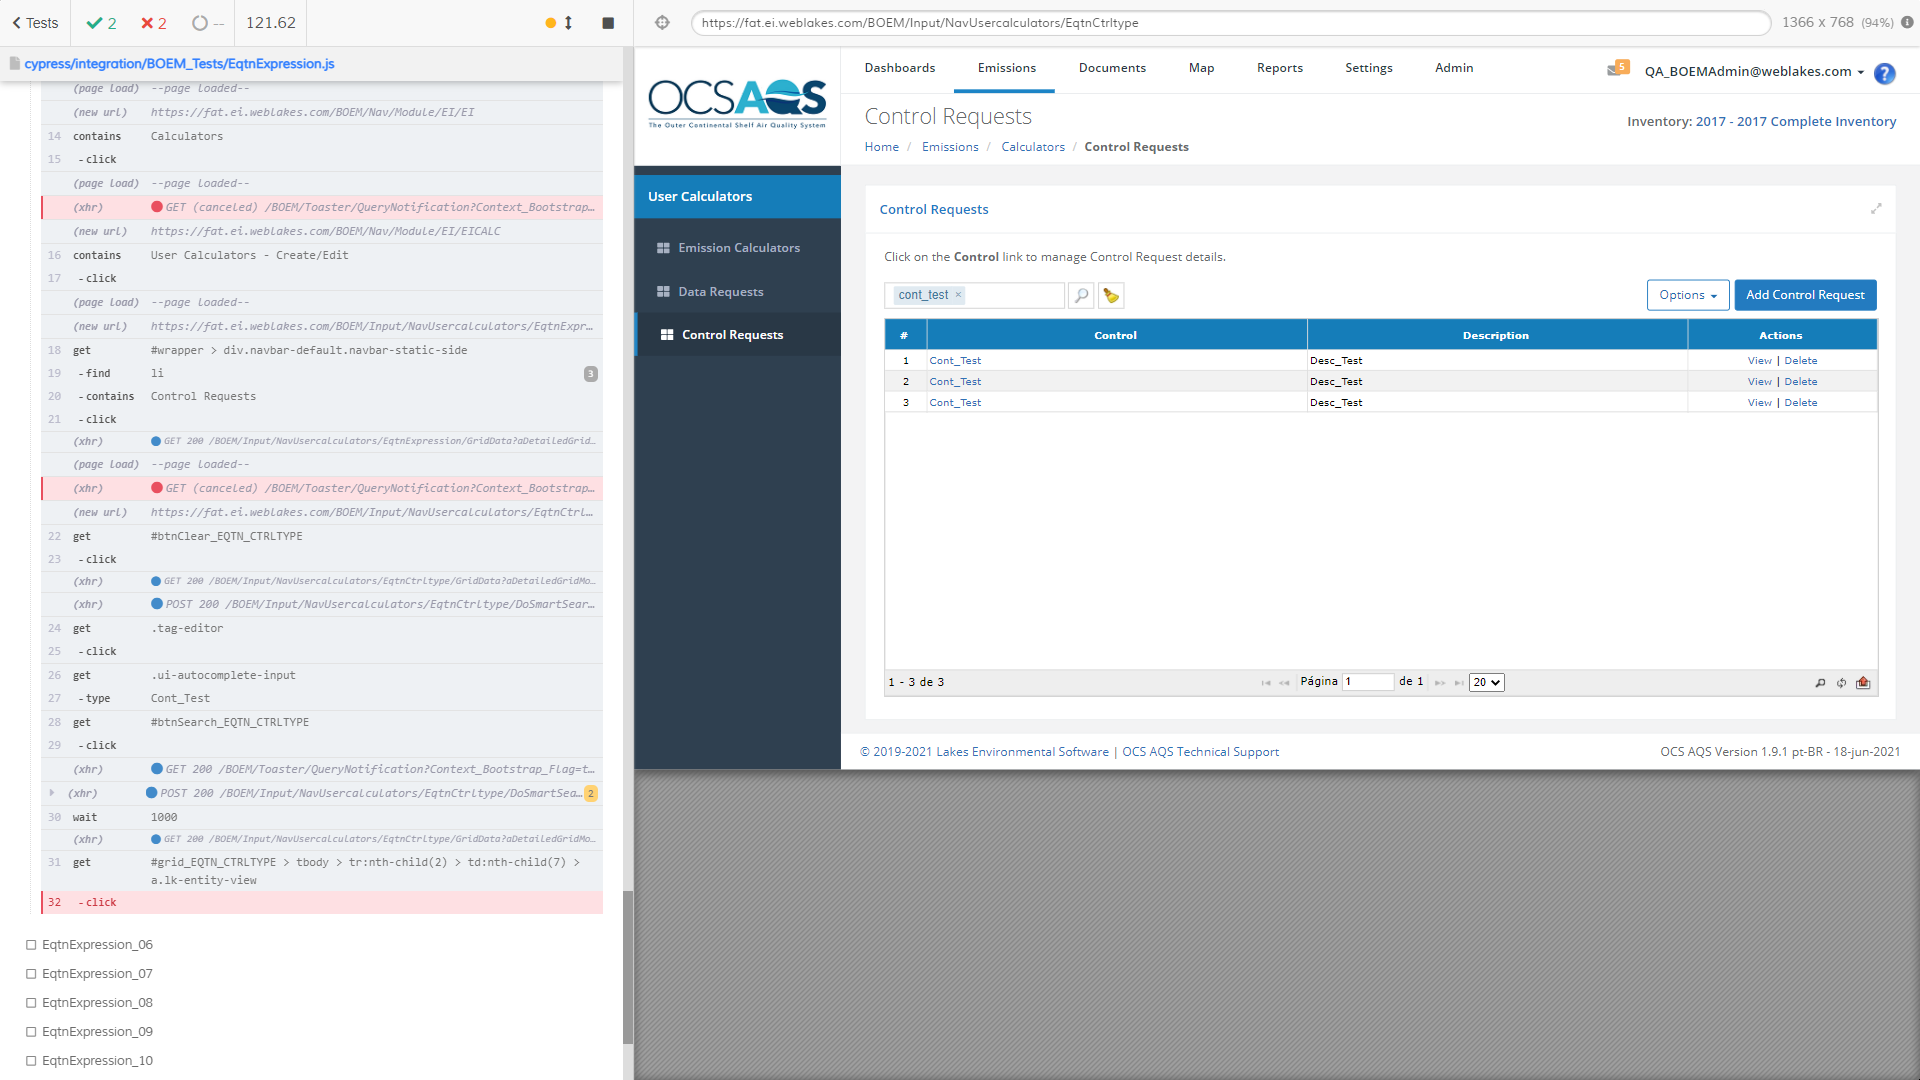 Tests
2
2
--
121.62
cypress/integration/BOEM_Tests/EqtnExpression.js
(page load) --page loaded--
(new url) https://fat.ei.weblakes.com/BOEM/Nav/Module/EI/EI
14 contains Calculators
15 -click
(page load) --page loaded--
(xhr) GET (canceled) /BOEM/Toaster/QueryNotification?Context_Bootstrap…
(new url) https://fat.ei.weblakes.com/BOEM/Nav/Module/EI/EICALC
16 contains User Calculators - Create/Edit
17 -click
(page load) --page loaded--
(new url) https://fat.ei.weblakes.com/BOEM/Input/NavUsercalculators/EqtnExpr…
18 get #wrapper > div.navbar-default.navbar-static-side
19 -find li 3
20 -contains Control Requests
21 -click
(xhr) GET 200 /BOEM/Input/NavUsercalculators/EqtnExpression/GridData?aDetailedGrid…
(page load) --page loaded--
(xhr) GET (canceled) /BOEM/Toaster/QueryNotification?Context_Bootstrap…
(new url) https://fat.ei.weblakes.com/BOEM/Input/NavUsercalculators/EqtnCtrl…
22 get #btnClear_EQTN_CTRLTYPE
23 -click
(xhr) GET 200 /BOEM/Input/NavUsercalculators/EqtnCtrltype/GridData?aDetailedGridMo…
(xhr) POST 200 /BOEM/Input/NavUsercalculators/EqtnCtrltype/DoSmartSear…
24 get .tag-editor
25 -click
26 get .ui-autocomplete-input
27 -type Cont_Test
28 get #btnSearch_EQTN_CTRLTYPE
29 -click
(xhr) GET 200 /BOEM/Toaster/QueryNotification?Context_Bootstrap_Flag=t…
(xhr) POST 200 /BOEM/Input/NavUsercalculators/EqtnCtrltype/DoSmartSea… 2
30 wait 1000
(xhr) GET 200 /BOEM/Input/NavUsercalculators/EqtnCtrltype/GridData?aDetailedGridMo…
31 get #grid_EQTN_CTRLTYPE > tbody > tr:nth-child(2) > td:nth-child(7) >
a.lk-entity-view
32 -click
EqtnExpression_06
EqtnExpression_07
EqtnExpression_08
EqtnExpression_09
EqtnExpression_10
https://fat.ei.weblakes.com/BOEM/Input/NavUsercalculators/EqtnCtrltype
1366 x 768 (94%)
OCSAQS
The Outer Continental Shelf Air Quality System
Dashboards Emissions Documents Map Reports Settings Admin
5 QA_BOEMAdmin@weblakes.com ?
Control Requests
Inventory: 2017 - 2017 Complete Inventory
Home / Emissions / Calculators / Control Requests
User Calculators
Emission Calculators
Data Requests
Control Requests
Control Requests
Click on the Control link to manage Control Request details.
cont_test ×
Options
Add Control Request
# Control Description Actions
1 Cont_Test Desc_Test View | Delete
2 Cont_Test Desc_Test View | Delete
3 Cont_Test Desc_Test View | Delete
1 - 3 de 3 Página 1 de 1 20
© 2019-2021 Lakes Environmental Software | OCS AQS Technical Support
OCS AQS Version 1.9.1 pt-BR - 18-jun-2021